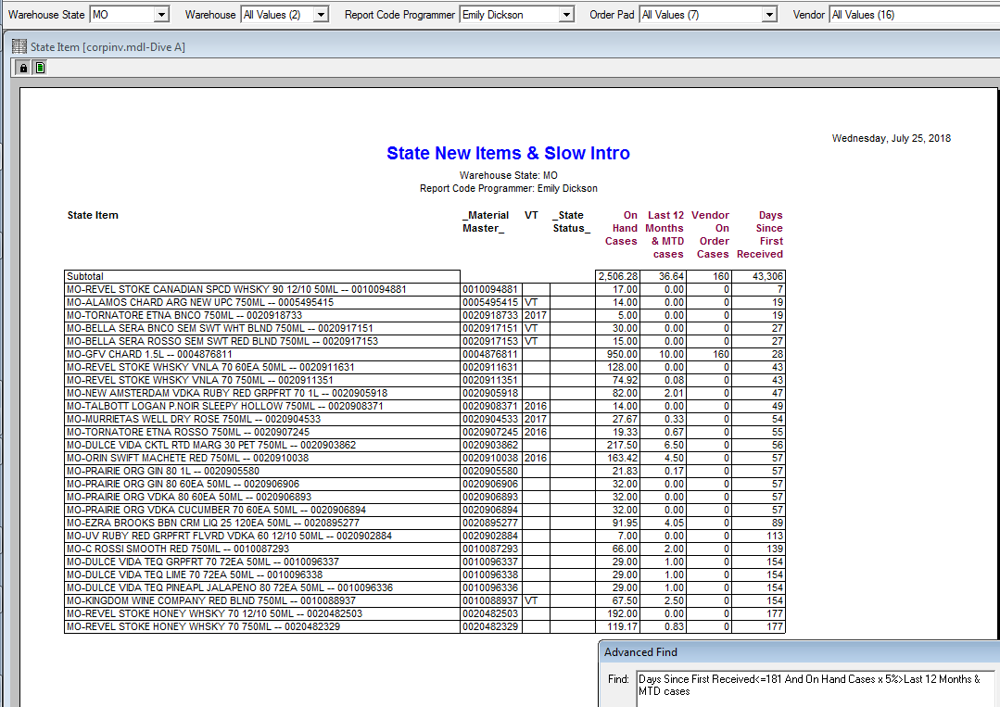 Warehouse State MO Warehouse All Values (2) Report Code Programmer Emily Dickson Order Pad All Values (7) Vendor All Values (16)
State Item [corpinv.mdl-Dive A]
Wednesday, July 25, 2018
State New Items & Slow Intro
Warehouse State: MO
Report Code Programmer: Emily Dickson
State Item _Material VT _State On Last 12 Vendor Days
Master_ Status_ Hand Months On Since
Cases & MTD Order First
cases Cases Received
Subtotal 2,506.28 36.64 160 43,306
MO-REVEL STOKE CANADIAN SPCD WHSKY 90 12/10 50ML -- 0010094881 0010094881 17.00 0.00 0 7
MO-ALAMOS CHARD ARG NEW UPC 750ML -- 0005495415 0005495415 VT 14.00 0.00 0 19
MO-TORNATORE ETNA BNCO 750ML -- 0020918733 0020918733 2017 5.00 0.00 0 19
MO-BELLA SERA BNCO SEM SWT WHT BLND 750ML -- 0020917151 0020917151 VT 30.00 0.00 0 27
MO-BELLA SERA ROSSO SEM SWT RED BLND 750ML -- 0020917153 0020917153 VT 15.00 0.00 0 27
MO-GFV CHARD 1.5L -- 0004876811 0004876811 950.00 10.00 160 28
MO-REVEL STOKE WHSKY VNLA 70 60EA 50ML -- 0020911631 0020911631 128.00 0.00 0 43
MO-REVEL STOKE WHSKY VNLA 70 750ML -- 0020911351 0020911351 74.92 0.08 0 43
MO-NEW AMSTERDAM VDKA RUBY RED GRPFRT 70 1L -- 0020905918 0020905918 82.00 2.01 0 47
MO-TALBOTT LOGAN P.NOIR SLEEPY HOLLOW 750ML -- 0020908371 0020908371 2016 14.00 0.00 0 49
MO-MURRIETAS WELL DRY ROSE 750ML -- 0020904533 0020904533 2017 27.67 0.33 0 54
MO-TORNATORE ETNA ROSSO 750ML -- 0020907245 0020907245 2016 19.33 0.67 0 55
MO-DULCE VIDA CKTL RTD MARG 30 PET 750ML -- 0020903862 0020903862 217.50 6.50 0 56
MO-ORIN SWIFT MACHETE RED 750ML -- 0020910038 0020910038 2016 163.42 4.50 0 57
MO-PRAIRIE ORG GIN 80 1L -- 0020905580 0020905580 21.83 0.17 0 57
MO-PRAIRIE ORG GIN 80 60EA 50ML -- 0020906906 0020906906 32.00 0.00 0 57
MO-PRAIRIE ORG VDKA 80 60EA 50ML -- 0020906893 0020906893 32.00 0.00 0 57
MO-PRAIRIE ORG VDKA CUCUMBER 70 60EA 50ML -- 0020906894 0020906894 32.00 0.00 0 57
MO-EZRA BROOKS BBN CRM LIQ 25 120EA 50ML -- 0020895277 0020895277 91.95 4.05 0 89
MO-UV RUBY RED GRPFRT FLVRD VDKA 60 12/10 50ML -- 0020902884 0020902884 7.00 0.00 0 113
MO-C ROSSI SMOOTH RED 750ML -- 0010087293 0010087293 66.00 2.00 0 139
MO-DULCE VIDA TEQ GRPFRT 70 72EA 50ML -- 0010096337 0010096337 29.00 1.00 0 154
MO-DULCE VIDA TEQ LIME 70 72EA 50ML -- 0010096338 0010096338 29.00 1.00 0 154
MO-DULCE VIDA TEQ PINEAPL JALAPENO 80 72EA 50ML -- 0010096336 0010096336 29.00 1.00 0 154
MO-KINGDOM WINE COMPANY RED BLND 750ML -- 0010088937 0010088937 VT 67.50 2.50 0 154
MO-REVEL STOKE HONEY WHSKY 70 12/10 50ML -- 0020482503 0020482503 192.00 0.00 0 177
MO-REVEL STOKE HONEY WHSKY 70 750ML -- 0020482329 0020482329 119.17 0.83 0 177
Advanced Find
Find: Days Since First Received<=181 And On Hand Cases x 5%>Last 12 Months &
MTD cases